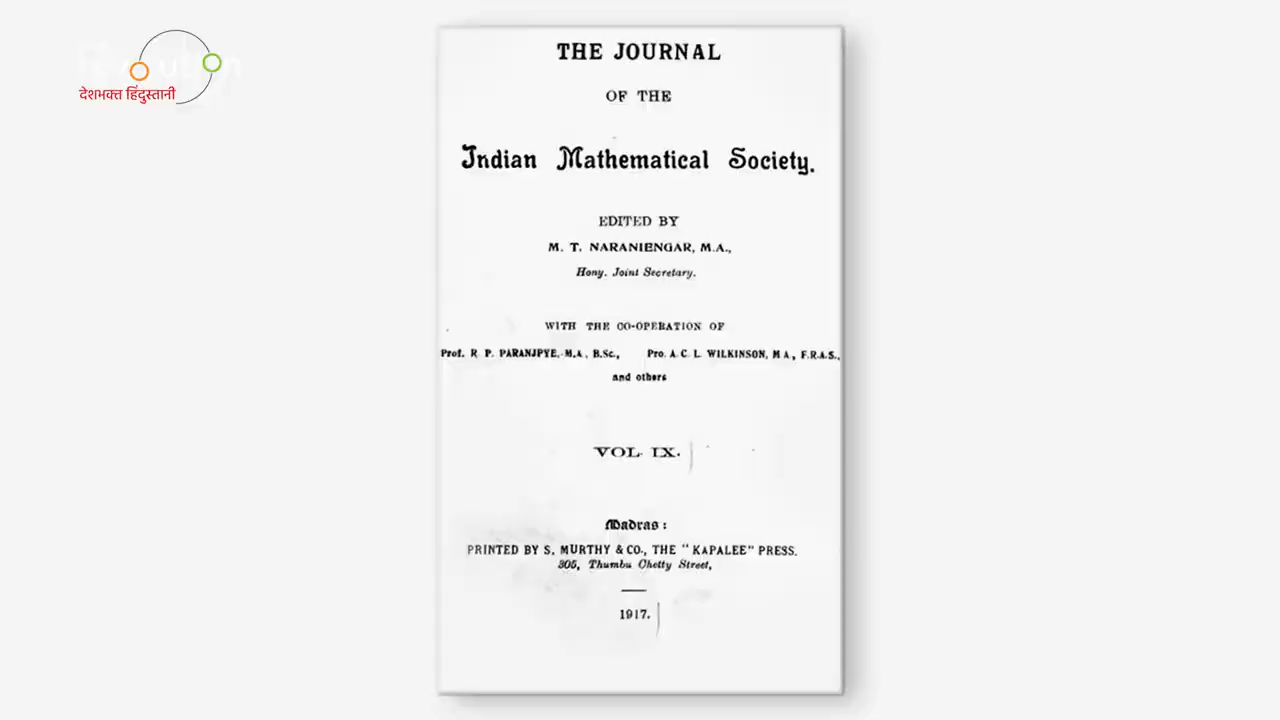 देशभक्त हिंदुस्तानी
THE JOURNAL
OF THE
Indian Mathematical Society.
EDITED BY
M. T. NARANIENGAR, M.A.,
Hony. Joint Secretary.
WITH THE CO-OPERATION OF
Prof. R. P. PARANJPYE, M.A., B.Sc., Pro. A. C. L. WILKINSON, M A., F.R.A.S.,
and others
VOL. IX.
Madras:
PRINTED BY S. MURTHY & CO., THE "KAPALEE" PRESS.
305, Thumbu Chetty Street,
1917.